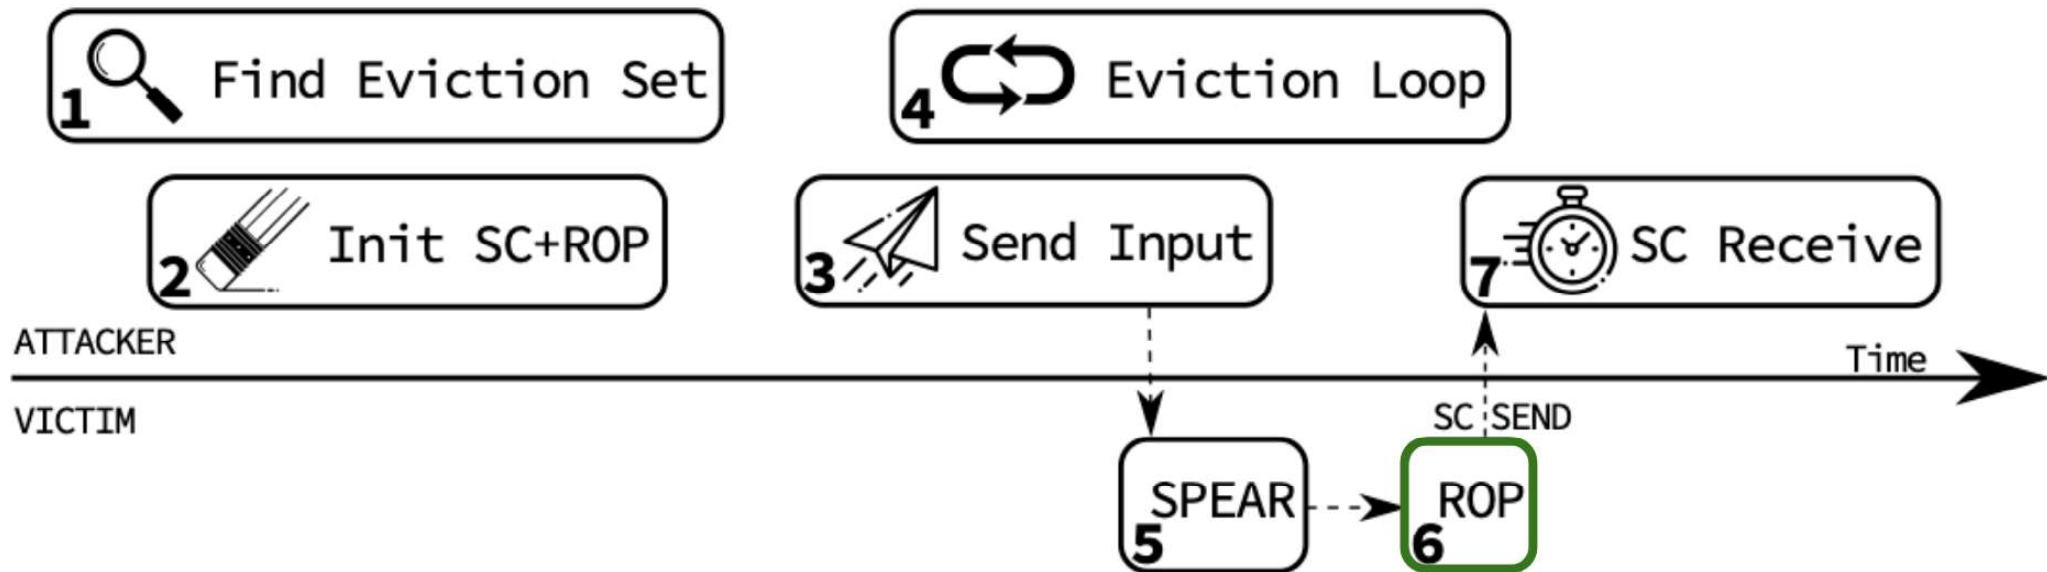 1 Find Eviction Set
4 Eviction Loop
2 Init SC+ROP
3 Send Input
7 SC Receive
ATTACKER
Time
VICTIM
SC SEND
5 SPEAR
6 ROP